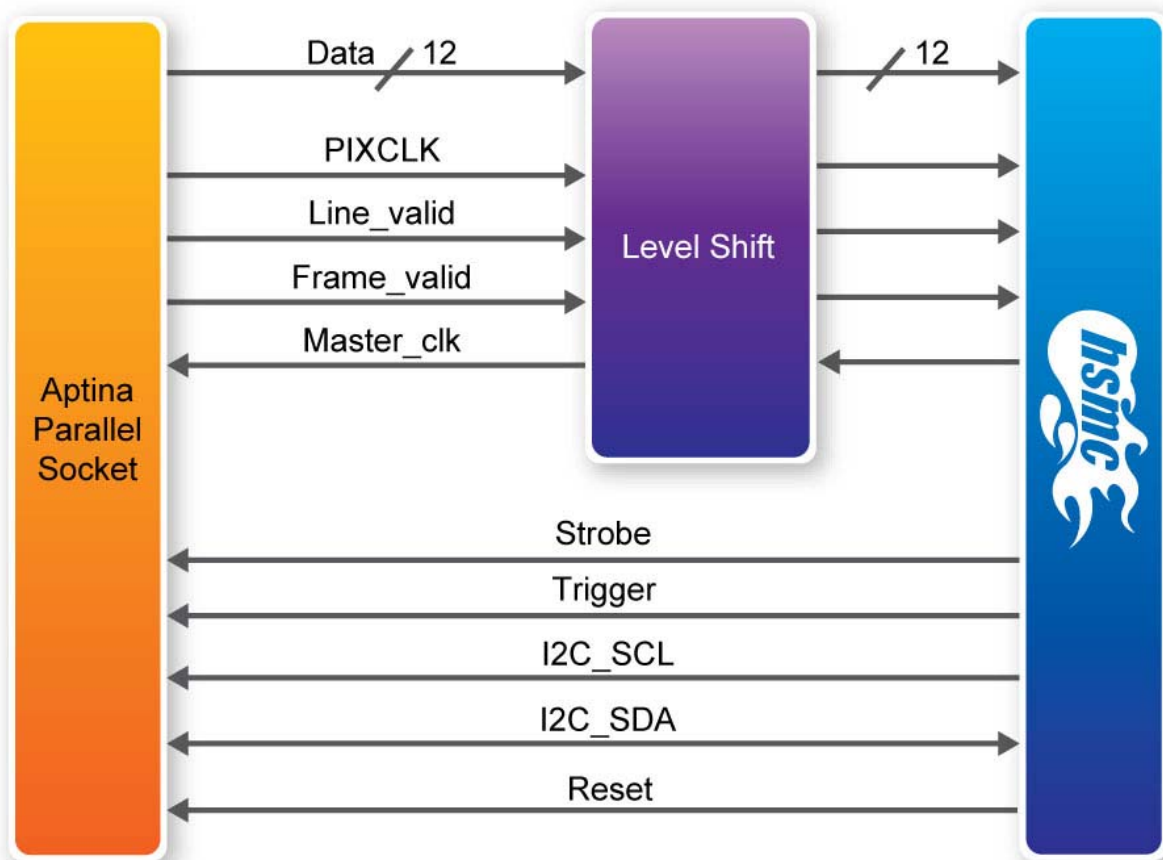 Data 12
12
PIXCLK
Line_valid
Frame_valid
Master_clk
Level Shift
Aptina
Parallel
Socket
hsmc
Strobe
Trigger
I2C_SCL
I2C_SDA
Reset